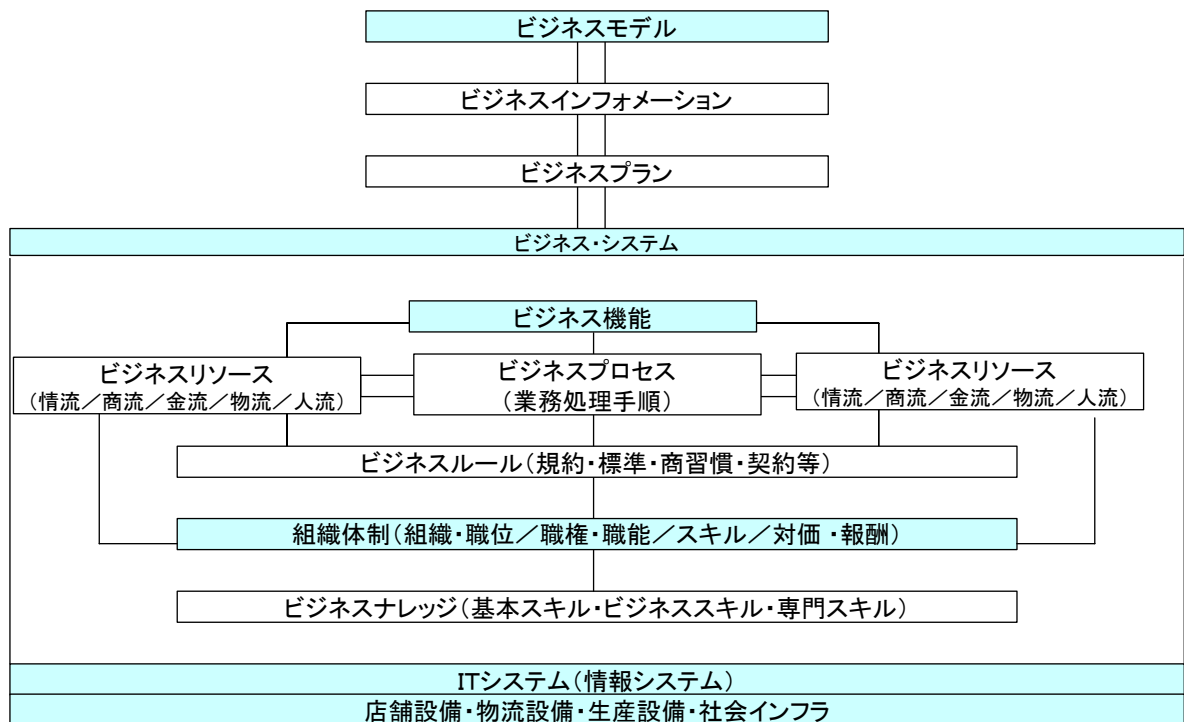 ビジネスモデル
ビジネスインフォメーション
ビジネスプラン
ビジネス・システム
ビジネス機能
ビジネスリソース
（情流／商流／金流／物流／人流）
ビジネスプロセス
（業務処理手順）
ビジネスリソース
（情流／商流／金流／物流／人流）
ビジネスルール（規約・標準・商習慣・契約等）
組織体制（組織・職位／職権・職能／スキル／対価 ・報酬）
ビジネスナレッジ（基本スキル・ビジネススキル・専門スキル）
ITシステム（情報システム）
店舗設備・物流設備・生産設備・社会インフラ